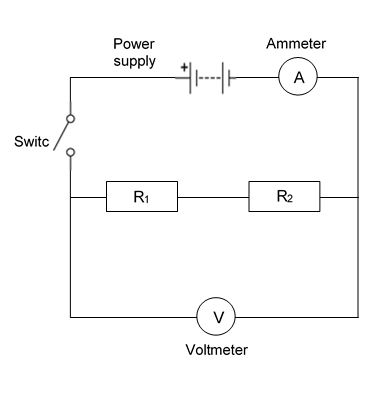 Power
supply
Ammeter
+
A
Switc
R1
R2
V
Voltmeter